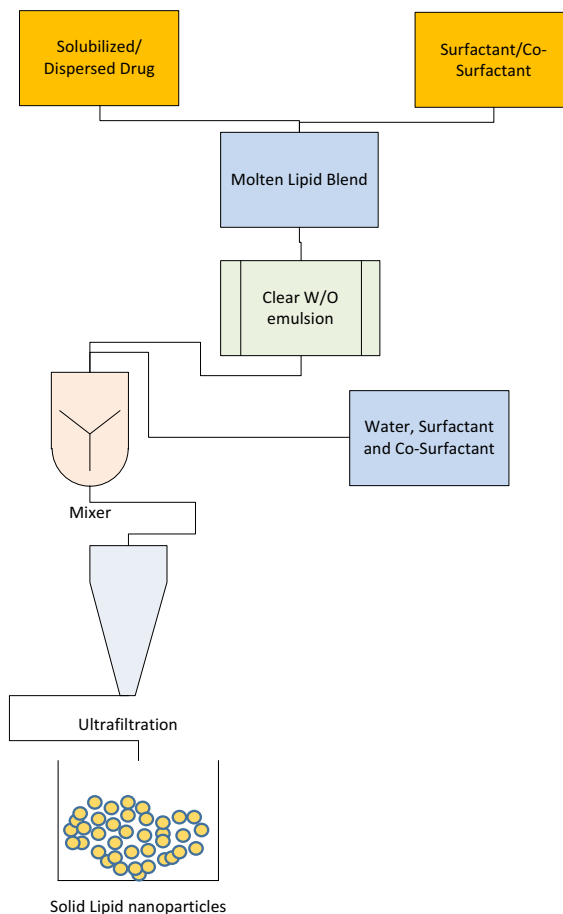 Solubilized/
Dispersed Drug
Surfactant/Co-
Surfactant
Molten Lipid Blend
Clear W/O
emulsion
Water, Surfactant
and Co-Surfactant
Mixer
Ultrafiltration
Solid Lipid nanoparticles